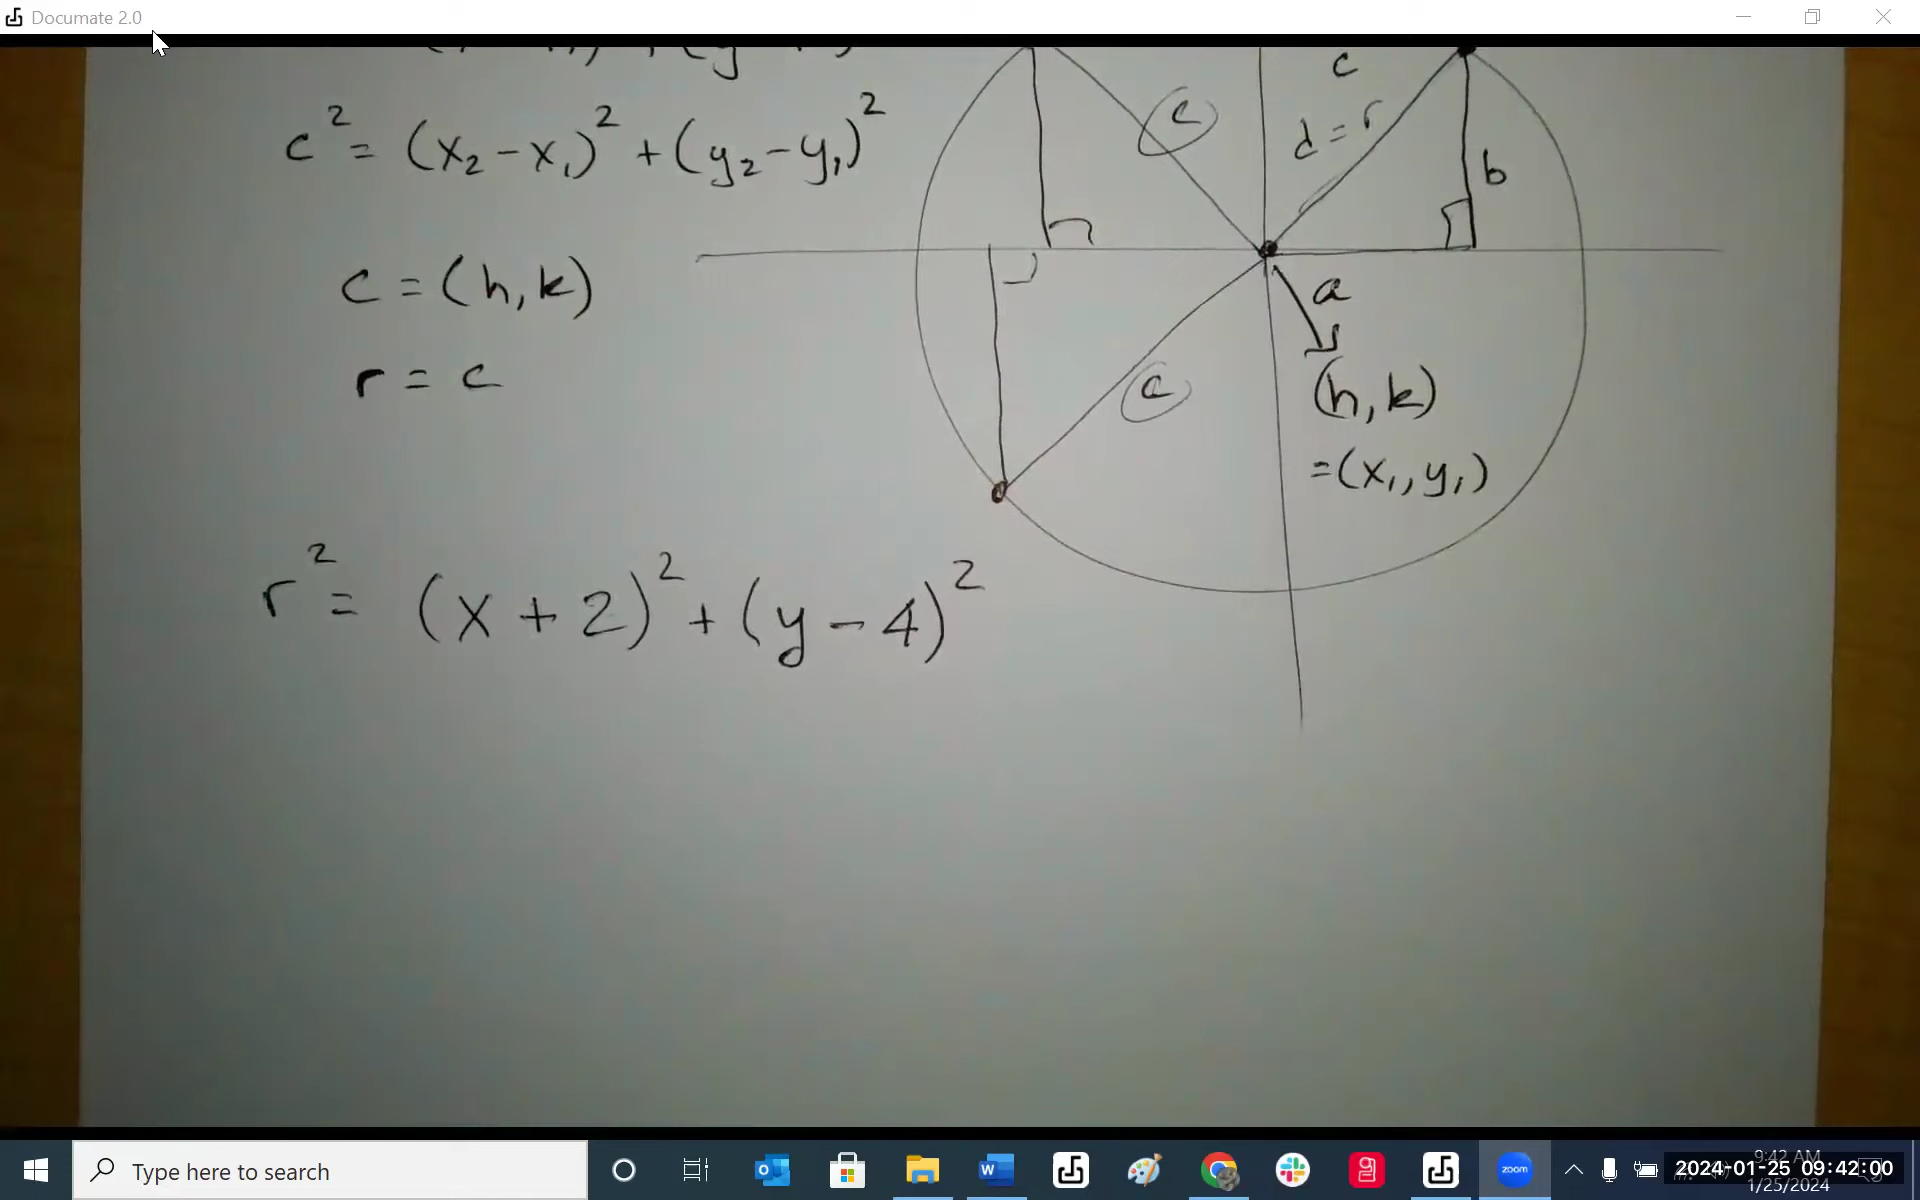 Documate 2.0
c² = (x₂ - x₁)² + (y₂ - y₁)²
c = (h, k)
r = c
r² = (x + 2)² + (y - 4)²
c
d = r
c
b
a
c
(h, k)
= (x₁, y₁)
Type here to search
zoom
9:42 AM
2024-01-25 09:42:00
1/25/2024